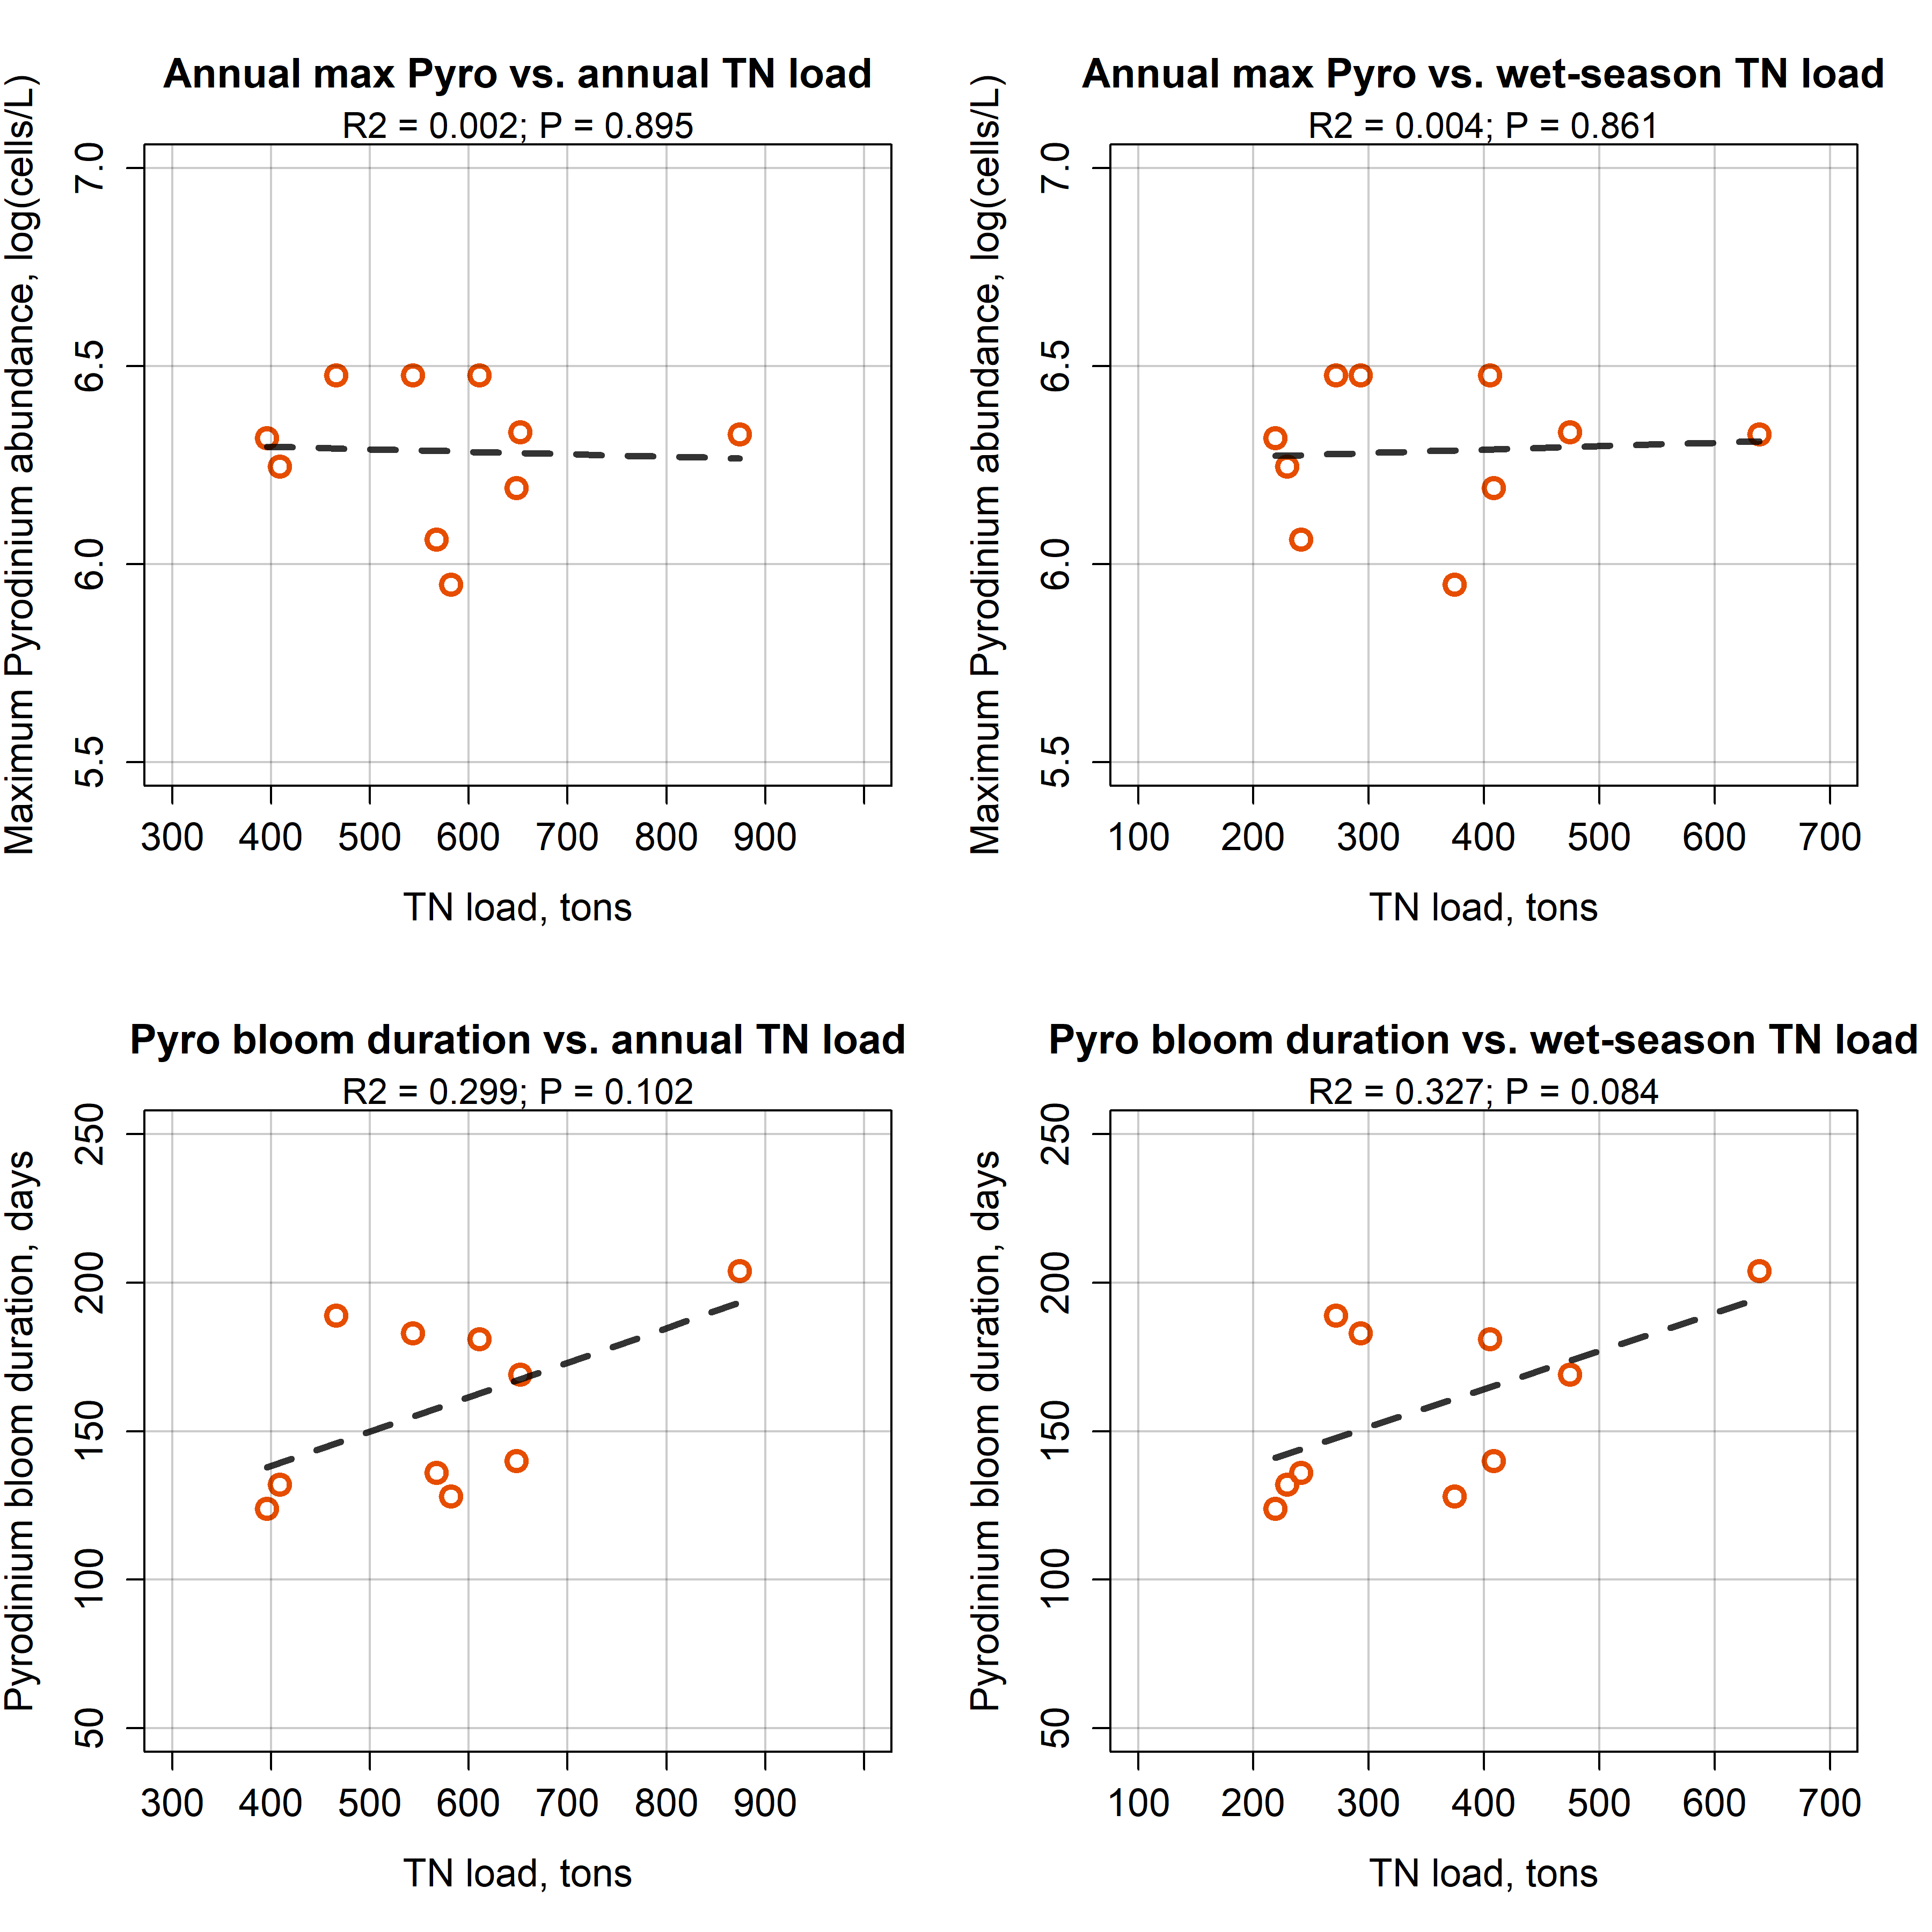 Annual max Pyro vs. annual TN load
R2 = 0.002; P = 0.895
Maximum Pyrodinium abundance, log(cells/L)
7.0
6.5
6.0
5.5
300 400 500 600 700 800 900
TN load, tons
Annual max Pyro vs. wet-season TN load
R2 = 0.004; P = 0.861
Maximum Pyrodinium abundance, log(cells/L)
7.0
6.5
6.0
5.5
100 200 300 400 500 600 700
TN load, tons
Pyro bloom duration vs. annual TN load
R2 = 0.299; P = 0.102
Pyrodinium bloom duration, days
250
200
150
100
50
300 400 500 600 700 800 900
TN load, tons
Pyro bloom duration vs. wet-season TN load
R2 = 0.327; P = 0.084
Pyrodinium bloom duration, days
250
200
150
100
50
100 200 300 400 500 600 700
TN load, tons